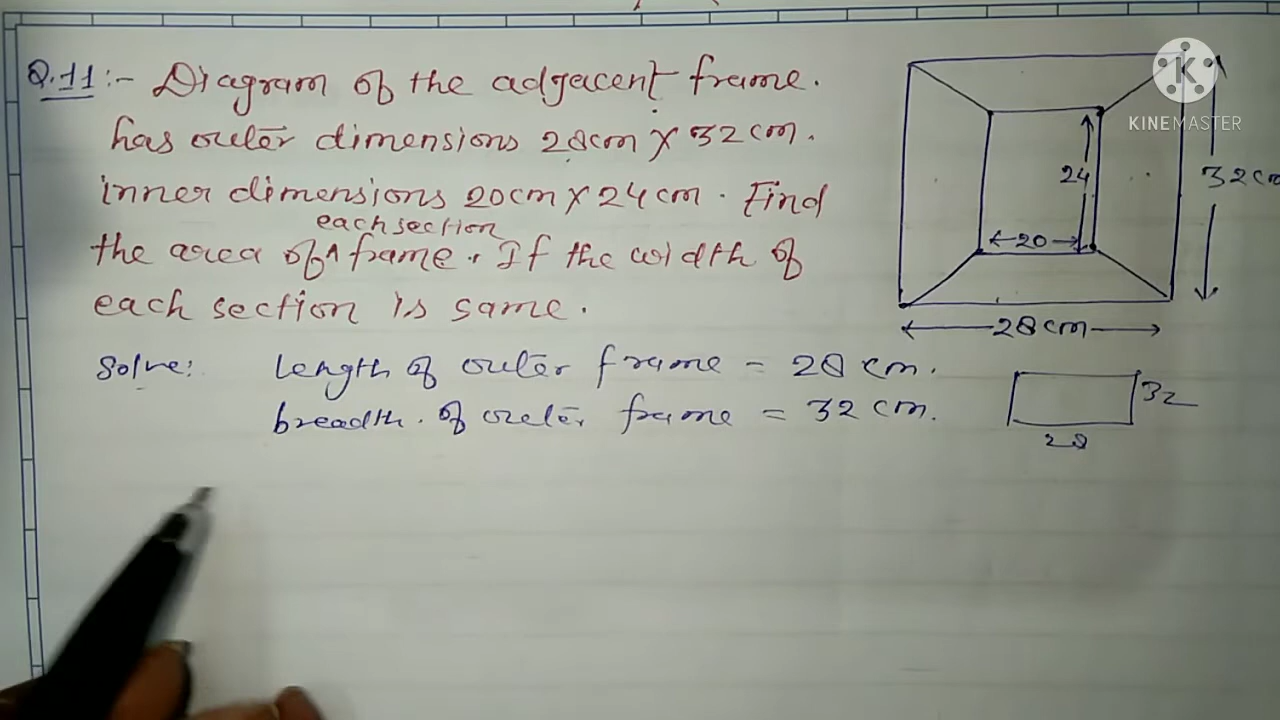 Q.11:- Diagram of the adjacent frame.
has outer dimensions 28cm × 32cm.
inner dimensions 20cm × 24cm. Find
each section
the area of ^ frame. If the width of
each section is same.
Solve: Length of outer frame = 28 cm.
breadth. of outer frame = 32 cm.
K
KINEMASTER
24
32cm
20
28cm
32
28